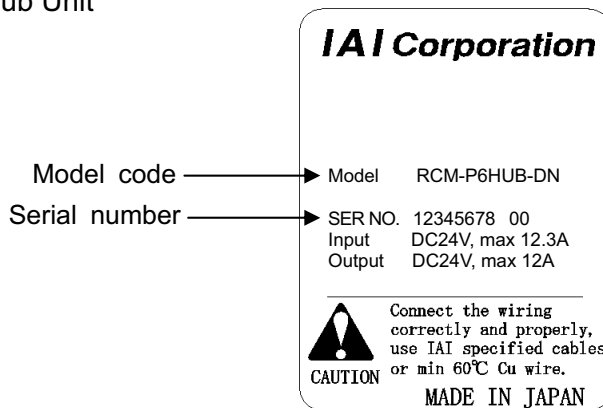 ub Unit
IAI Corporation
Model code
Model RCM-P6HUB-DN
Serial number
SER NO. 12345678 00
Input DC24V, max 12.3A
Output DC24V, max 12A
Connect the wiring
correctly and properly,
use IAI specified cables
or min 60℃ Cu wire.
CAUTION
MADE IN JAPAN